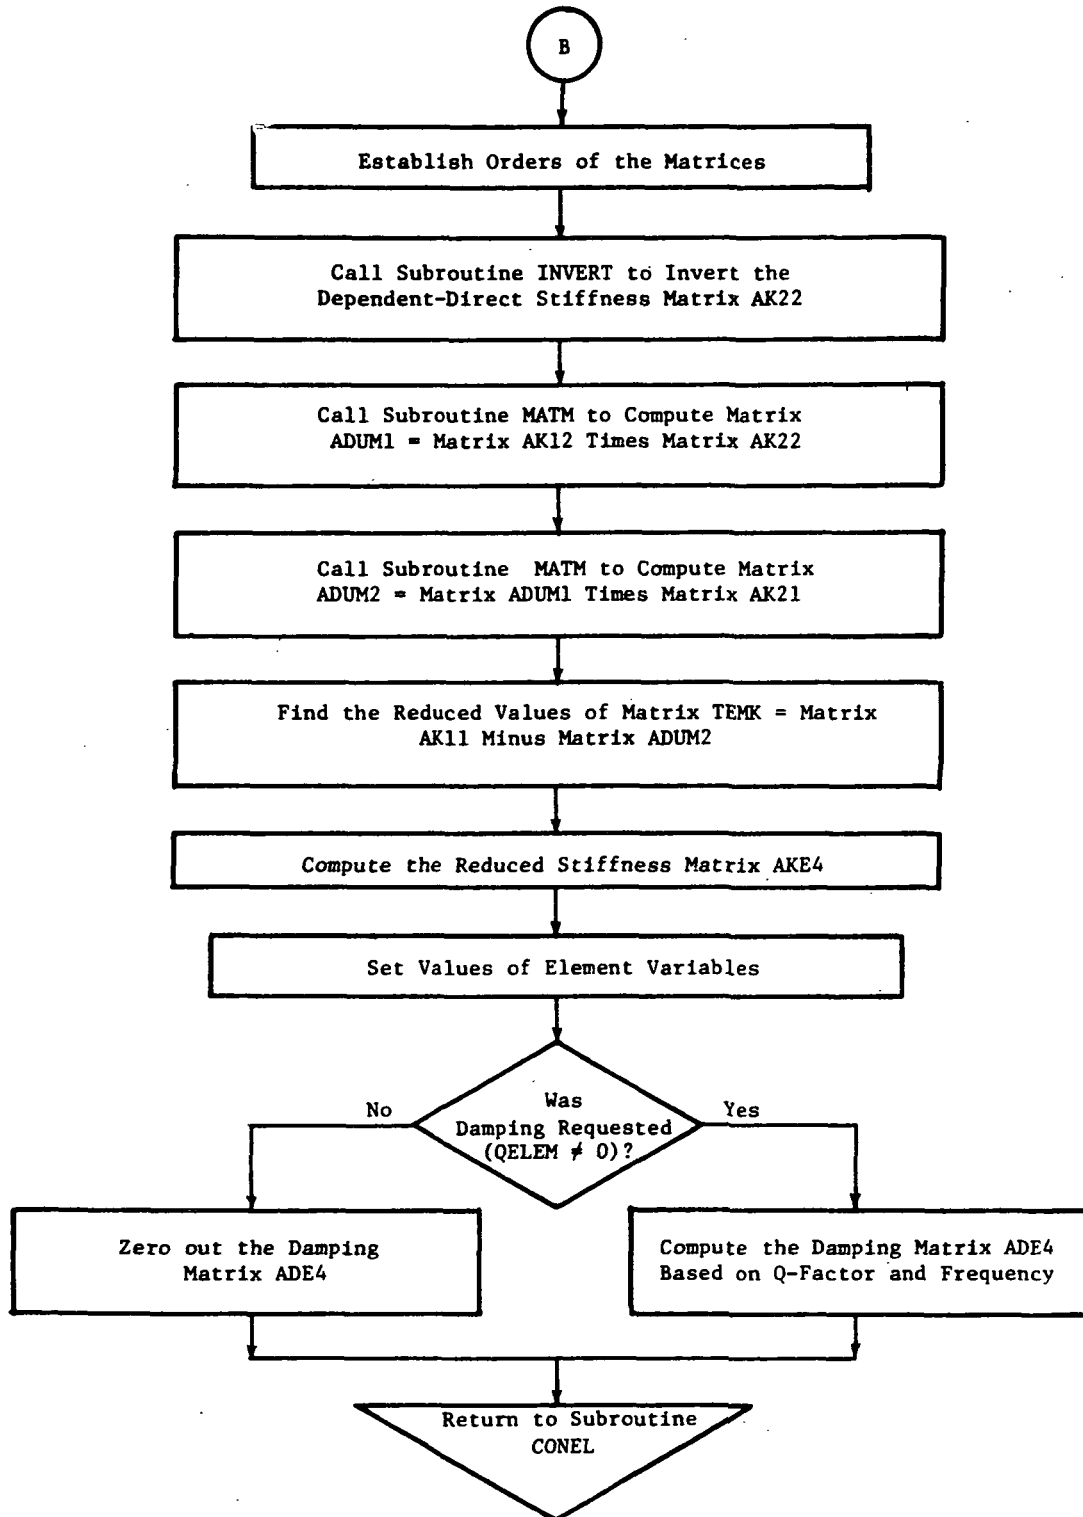 B
Establish Orders of the Matrices
Call Subroutine INVERT to Invert the
Dependent-Direct Stiffness Matrix AK22
Call Subroutine MATM to Compute Matrix
ADUM1 = Matrix AK12 Times Matrix AK22
Call Subroutine MATM to Compute Matrix
ADUM2 = Matrix ADUM1 Times Matrix AK21
Find the Reduced Values of Matrix TEMK = Matrix
AK11 Minus Matrix ADUM2
Compute the Reduced Stiffness Matrix AKE4
Set Values of Element Variables
Was
Damping Requested
(QELEM ≠ 0)?
No
Yes
Zero out the Damping
Matrix ADE4
Compute the Damping Matrix ADE4
Based on Q-Factor and Frequency
Return to Subroutine
CONEL